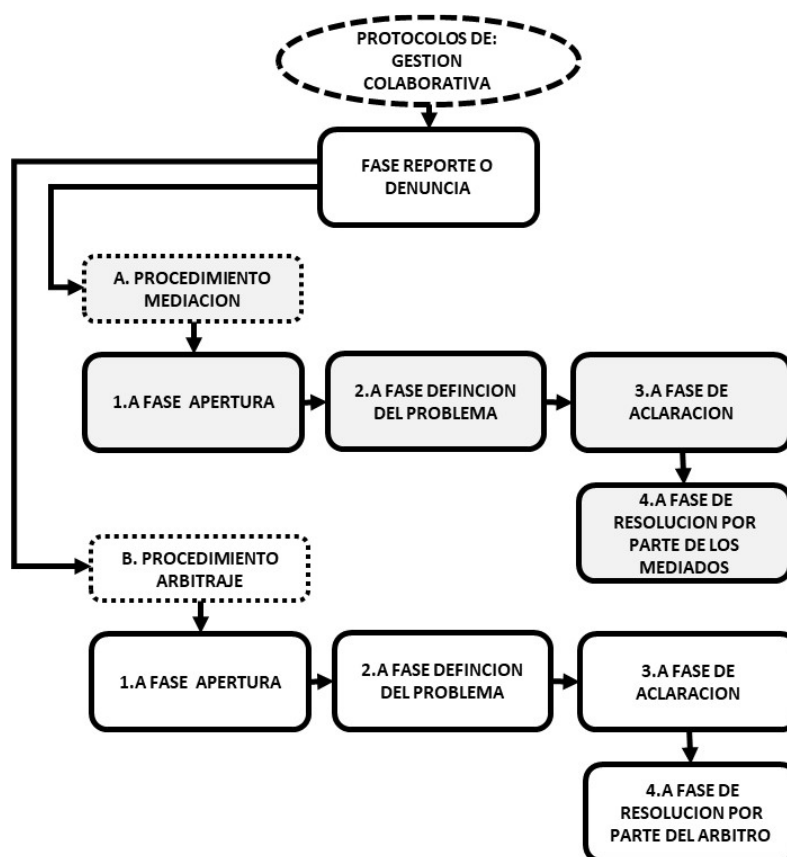 PROTOCOLOS DE:
GESTION
COLABORATIVA
FASE REPORTE O
DENUNCIA
A. PROCEDIMIENTO
MEDIACION
1.A FASE APERTURA
2.A FASE DEFINCION
DEL PROBLEMA
3.A FASE DE
ACLARACION
4.A FASE DE
RESOLUCION POR
PARTE DE LOS
MEDIADOS
B. PROCEDIMIENTO
ARBITRAJE
1.A FASE APERTURA
2.A FASE DEFINCION
DEL PROBLEMA
3.A FASE DE
ACLARACION
4.A FASE DE
RESOLUCION POR
PARTE DEL ARBITRO